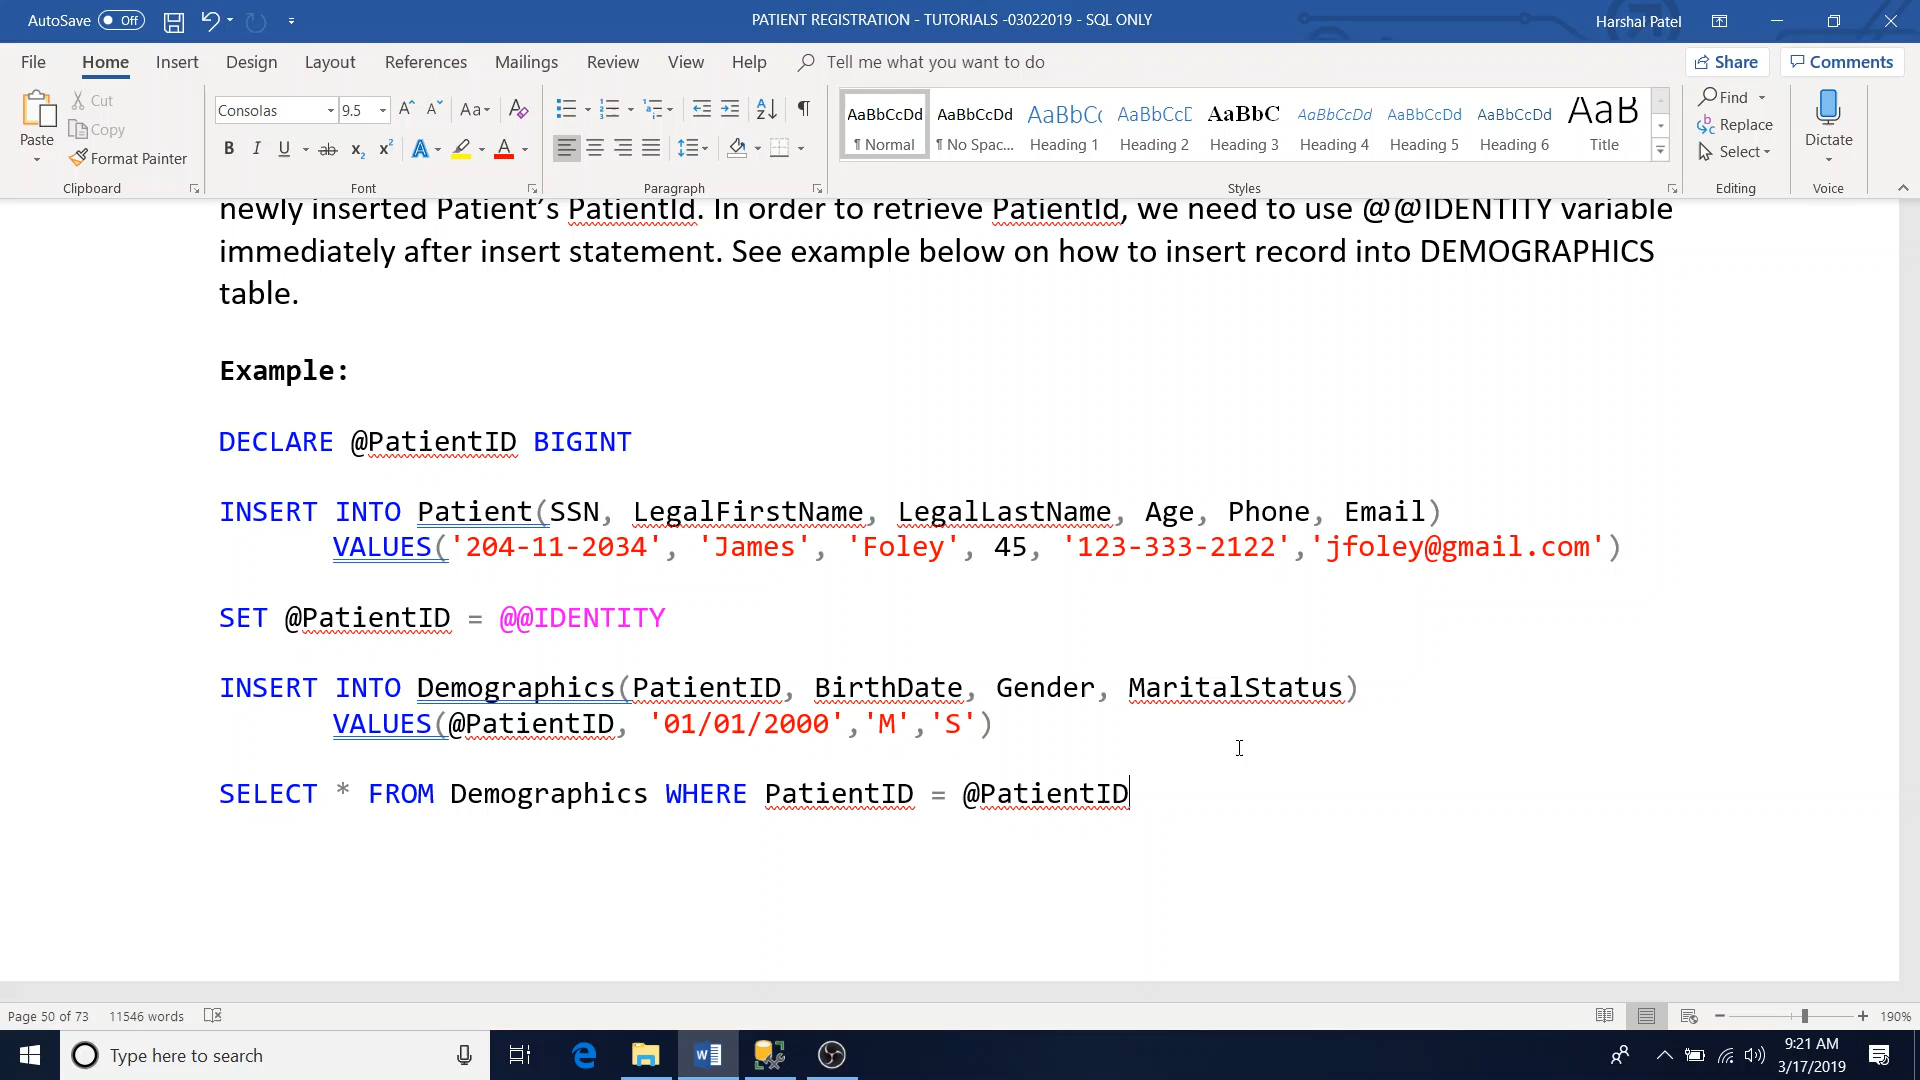 AutoSave Off PATIENT REGISTRATION - TUTORIALS -03022019 - SQL ONLY Harshal Patel
File Home Insert Design Layout References Mailings Review View Help Tell me what you want to do Share Comments
Paste Cut Copy Format Painter
Clipboard
Consolas 9.5
Font
Paragraph
AaBbCcDd AaBbCcDd AaBbC AaBbCcD AaBbC AaBbCcDd AaBbCcDd AaBbCcDd AaB
¶ Normal ¶ No Spac... Heading 1 Heading 2 Heading 3 Heading 4 Heading 5 Heading 6 Title
Styles
Find
Replace
Select
Editing
Dictate
Voice
newly inserted Patient’s PatientId. In order to retrieve PatientId, we need to use @@IDENTITY variable
immediately after insert statement. See example below on how to insert record into DEMOGRAPHICS
table.
Example:
DECLARE @PatientID BIGINT
INSERT INTO Patient(SSN, LegalFirstName, LegalLastName, Age, Phone, Email)
VALUES('204-11-2034', 'James', 'Foley', 45, '123-333-2122','jfoley@gmail.com')
SET @PatientID = @@IDENTITY
INSERT INTO Demographics(PatientID, BirthDate, Gender, MaritalStatus)
VALUES(@PatientID, '01/01/2000','M','S')
SELECT * FROM Demographics WHERE PatientID = @PatientID
Page 50 of 73 11546 words 190%
Type here to search
9:21 AM
3/17/2019